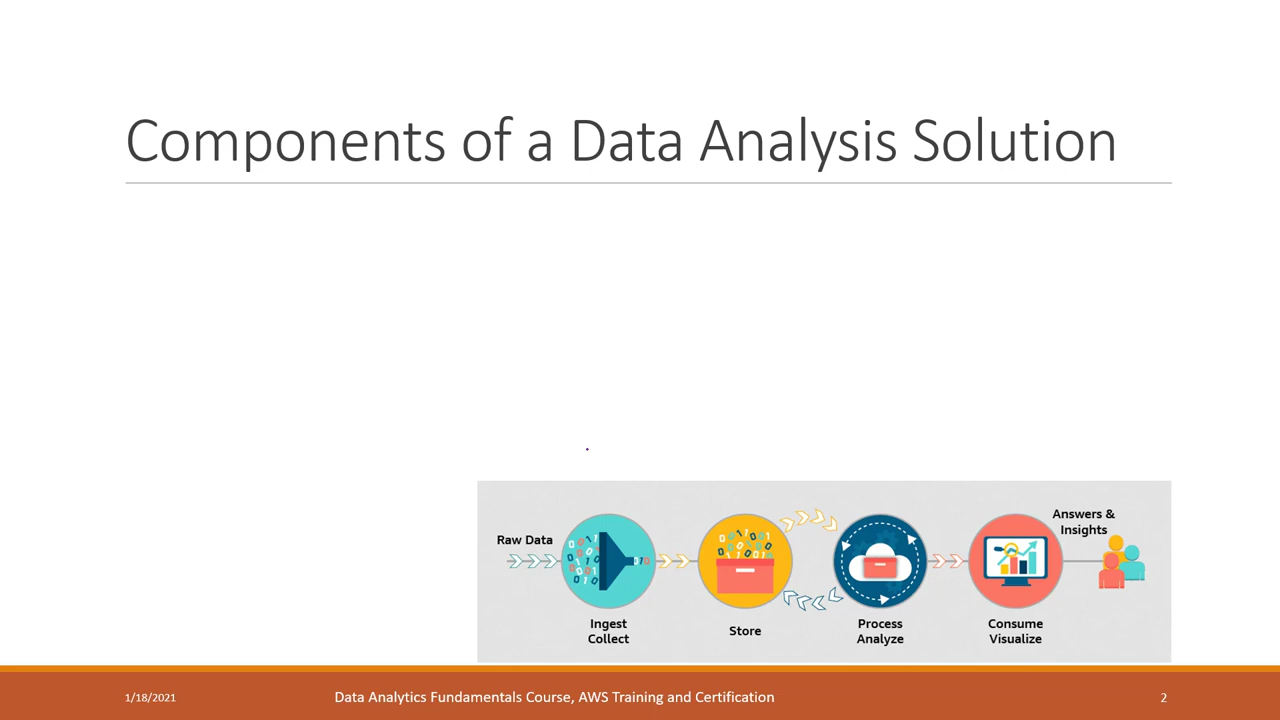 Components of a Data Analysis Solution
Raw Data
Ingest
Collect
Store
Process
Analyze
Consume
Visualize
Answers &
Insights
1/18/2021
Data Analytics Fundamentals Course, AWS Training and Certification
2